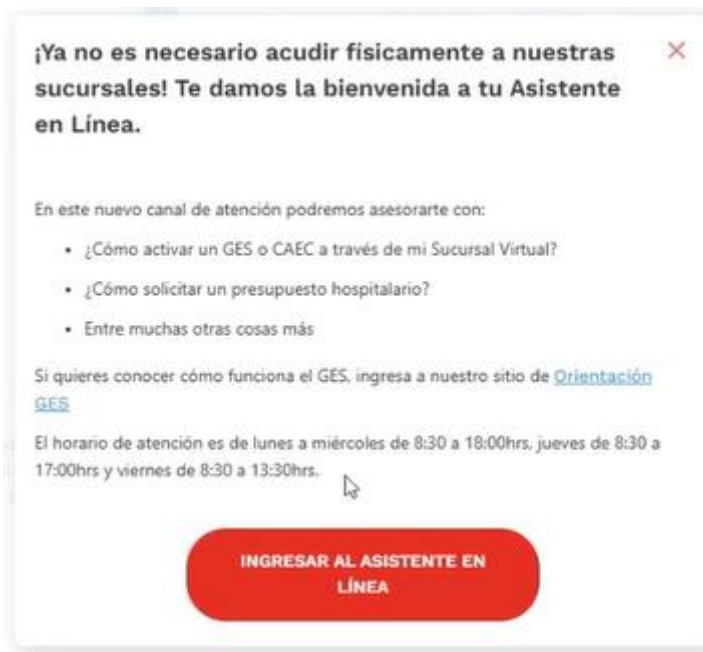 ¡Ya no es necesario acudir físicamente a nuestras
sucursales! Te damos la bienvenida a tu Asistente
en Línea.
En este nuevo canal de atención podremos asesorarte con:
• ¿Cómo activar un GES o CAEC a través de mi Sucursal Virtual?
• ¿Cómo solicitar un presupuesto hospitalario?
• Entre muchas otras cosas más
Si quieres conocer cómo funciona el GES, ingresa a nuestro sitio de Orientación
GES
El horario de atención es de lunes a miércoles de 8:30 a 18:00hrs, jueves de 8:30 a
17:00hrs y viernes de 8:30 a 13:30hrs.
INGRESAR AL ASISTENTE EN
LÍNEA